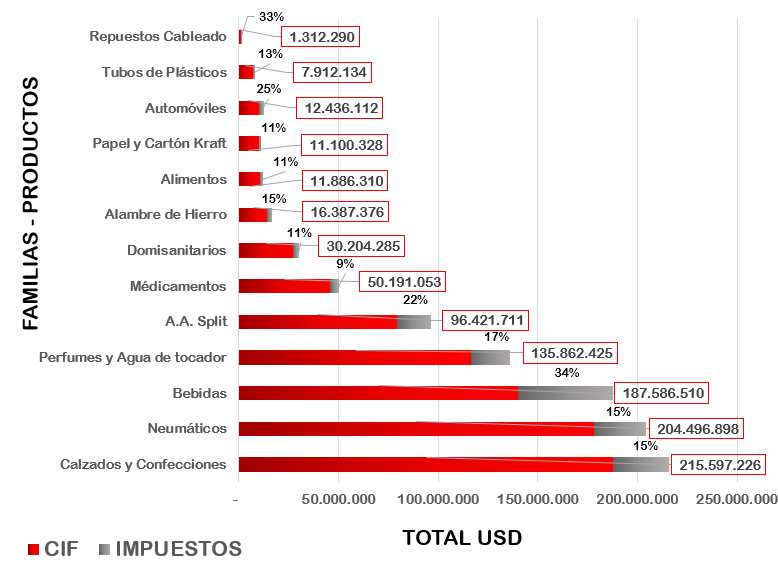 FAMILIAS - PRODUCTOS
Repuestos Cableado 33% 1.312.290
Tubos de Plásticos 13% 7.912.134
Automóviles 25% 12.436.112
Papel y Cartón Kraft 11% 11.100.328
Alimentos 11% 11.886.310
Alambre de Hierro 15% 16.387.376
Domisanitarios 11% 30.204.285
Médicamentos 9% 50.191.053
A.A. Split 22% 96.421.711
Perfumes y Agua de tocador 17% 135.862.425
Bebidas 34% 187.586.510
Neumáticos 15% 204.496.898
Calzados y Confecciones 15% 215.597.226
- 50.000.000 100.000.000 150.000.000 200.000.000 250.000.000
TOTAL USD
CIF IMPUESTOS